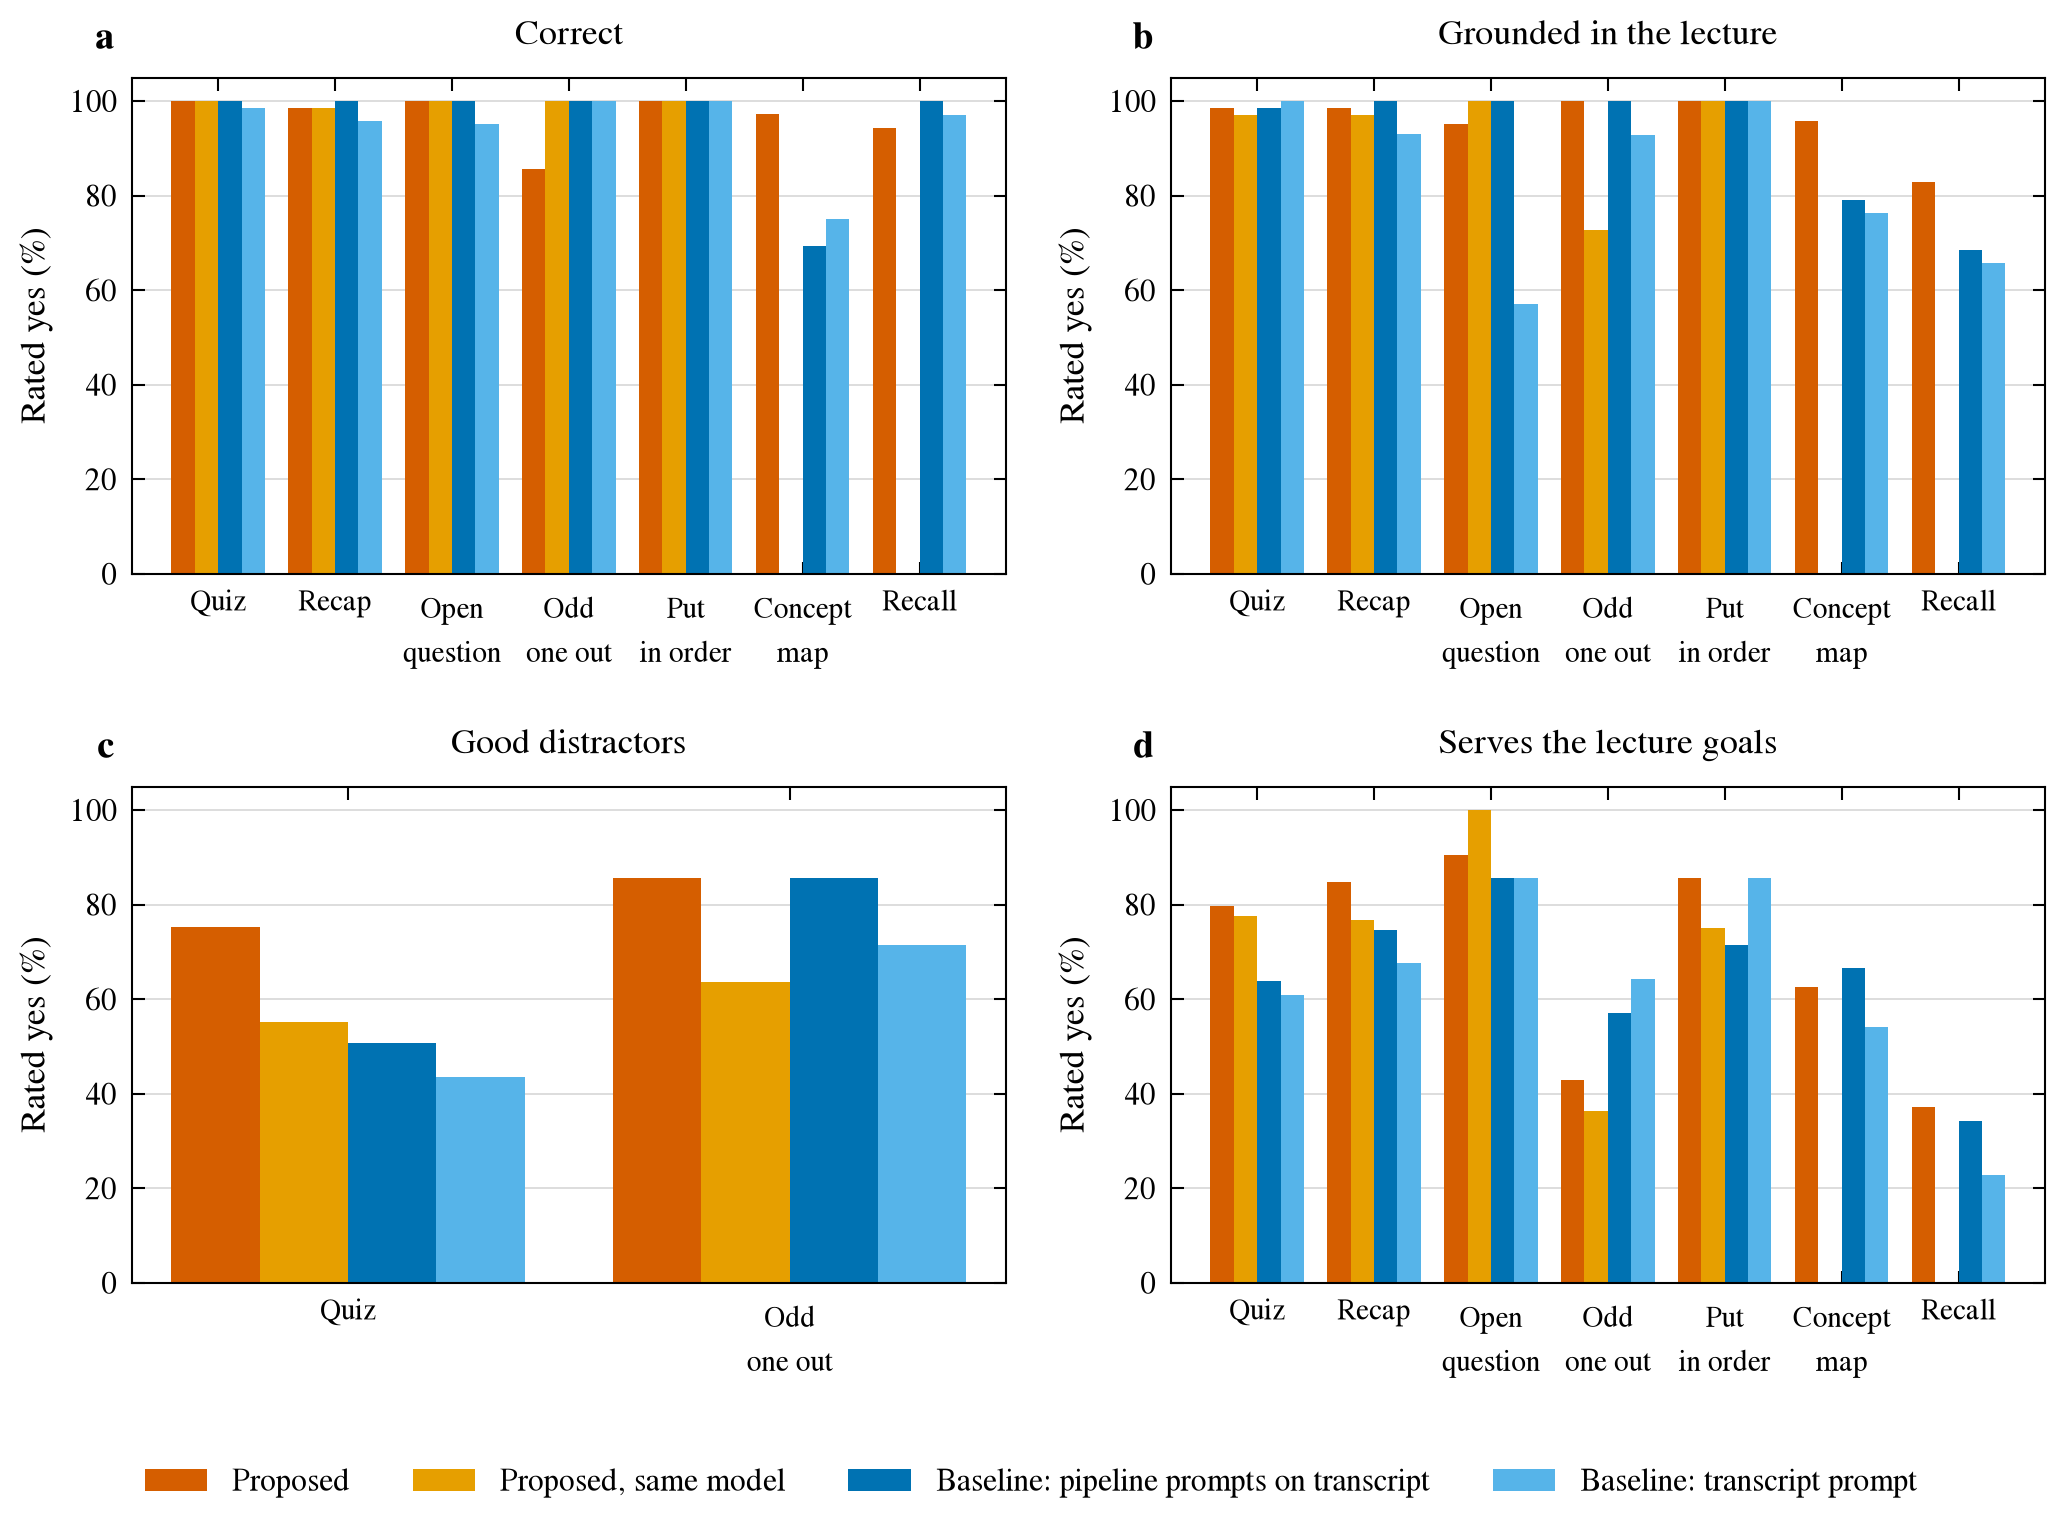 a
Correct
Rated yes (%)
100
80
60
40
20
0
Quiz
Recap
Open
question
Odd
one out
Put
in order
Concept
map
Recall
b
Grounded in the lecture
Rated yes (%)
100
80
60
40
20
0
Quiz
Recap
Open
question
Odd
one out
Put
in order
Concept
map
Recall
c
Good distractors
Rated yes (%)
100
80
60
40
20
0
Quiz
Odd
one out
d
Serves the lecture goals
Rated yes (%)
100
80
60
40
20
0
Quiz
Recap
Open
question
Odd
one out
Put
in order
Concept
map
Recall
Proposed
Proposed, same model
Baseline: pipeline prompts on transcript
Baseline: transcript prompt